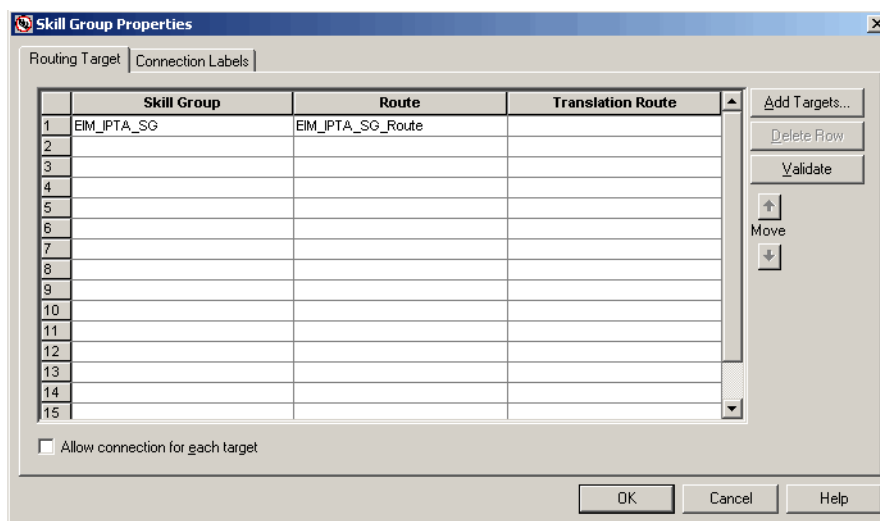 Skill Group Properties
Routing Target
Connection Labels
Skill Group Route Translation Route
1 EIM_IPTA_SG EIM_IPTA_SG_Route
2
3
4
5
6
7
8
9
10
11
12
13
14
15
Add Targets...
Delete Row
Validate
Move
Allow connection for each target
OK Cancel Help